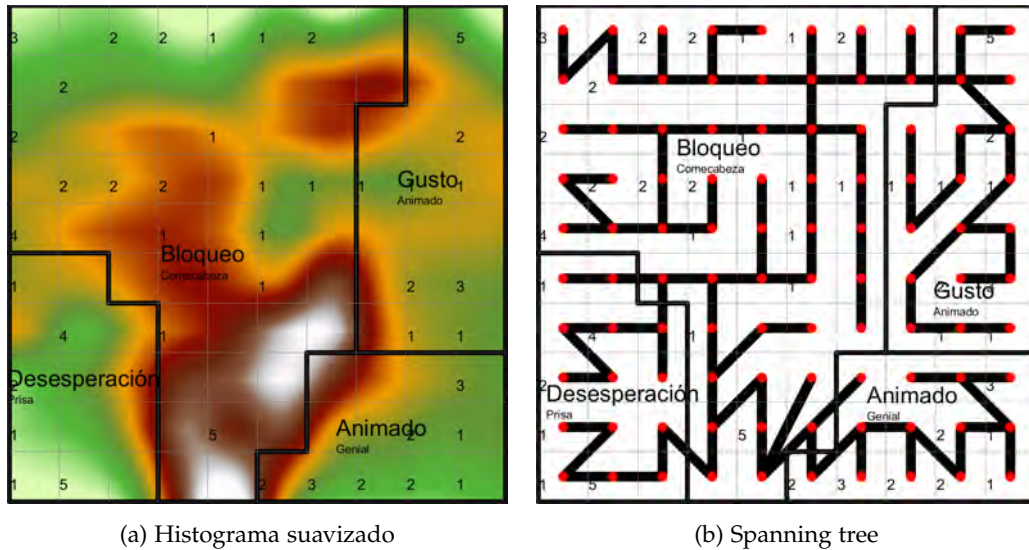 3 2 2 1 1 2 5
2
2 1 2
2 2 2 1 1 1 1
Gusto
Animado
4 1 1
Bloqueo
Comecabeza
1 1 2 3
4 1 1 1
Desesperación
2 3
Prisa
1 5 2 1
Animado
Genial
1 5 2 3 2 2 1
(a) Histograma suavizado
3 2 2 1 1 2 5
2
2 1 2
Bloqueo
Comecabeza
2 2 2 1 1 1 1 1
4 1 1
1 1 2 3
Gusto
Animado
4 1 1 1
2 3
Desesperación
Prisa
Animado
Genial
1 5 2 1
1 5 2 3 2 2 1
(b) Spanning tree